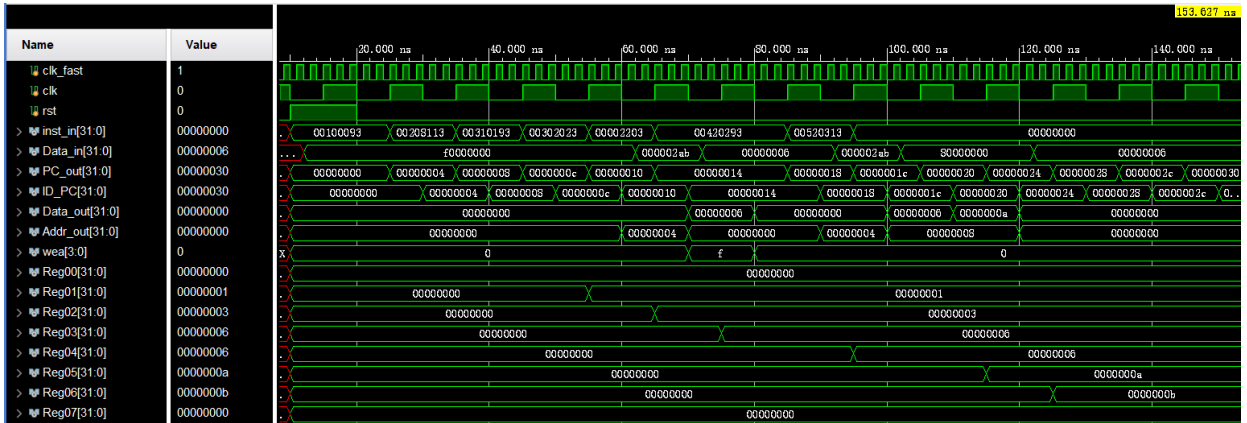 153.627 ns
Name Value
20.000 ns 40.000 ns 60.000 ns 80.000 ns 100.000 ns 120.000 ns 140.000 ns
clk_fast 1
clk 0
rst 0
inst_in[31:0] 00000000 . 00100093 00208113 00310193 00302023 00002203 00420293 00520313 00000000
Data_in[31:0] 00000006 ... f0000000 000002ab 00000006 000002ab 80000000 00000006
PC_out[31:0] 00000030 . 00000000 00000004 00000008 0000000c 00000010 00000014 00000018 0000001c 00000020 00000024 00000028 0000002c 00000030
ID_PC[31:0] 00000030 . 00000000 00000004 00000008 0000000c 00000010 00000014 00000018 0000001c 00000020 00000024 00000028 0000002c 0..
Data_out[31:0] 00000000 . 00000000 00000006 00000000 00000006 0000000a 00000000
Addr_out[31:0] 00000000 . 00000000 00000004 00000000 00000004 00000008 00000000
wea[3:0] 0 X 0 f 0
Reg00[31:0] 00000000 . 00000000
Reg01[31:0] 00000001 . 00000000 00000001
Reg02[31:0] 00000003 . 00000000 00000003
Reg03[31:0] 00000006 . 00000000 00000006
Reg04[31:0] 00000006 . 00000000 00000006
Reg05[31:0] 0000000a . 00000000 0000000a
Reg06[31:0] 0000000b . 00000000 0000000b
Reg07[31:0] 00000000 . 00000000